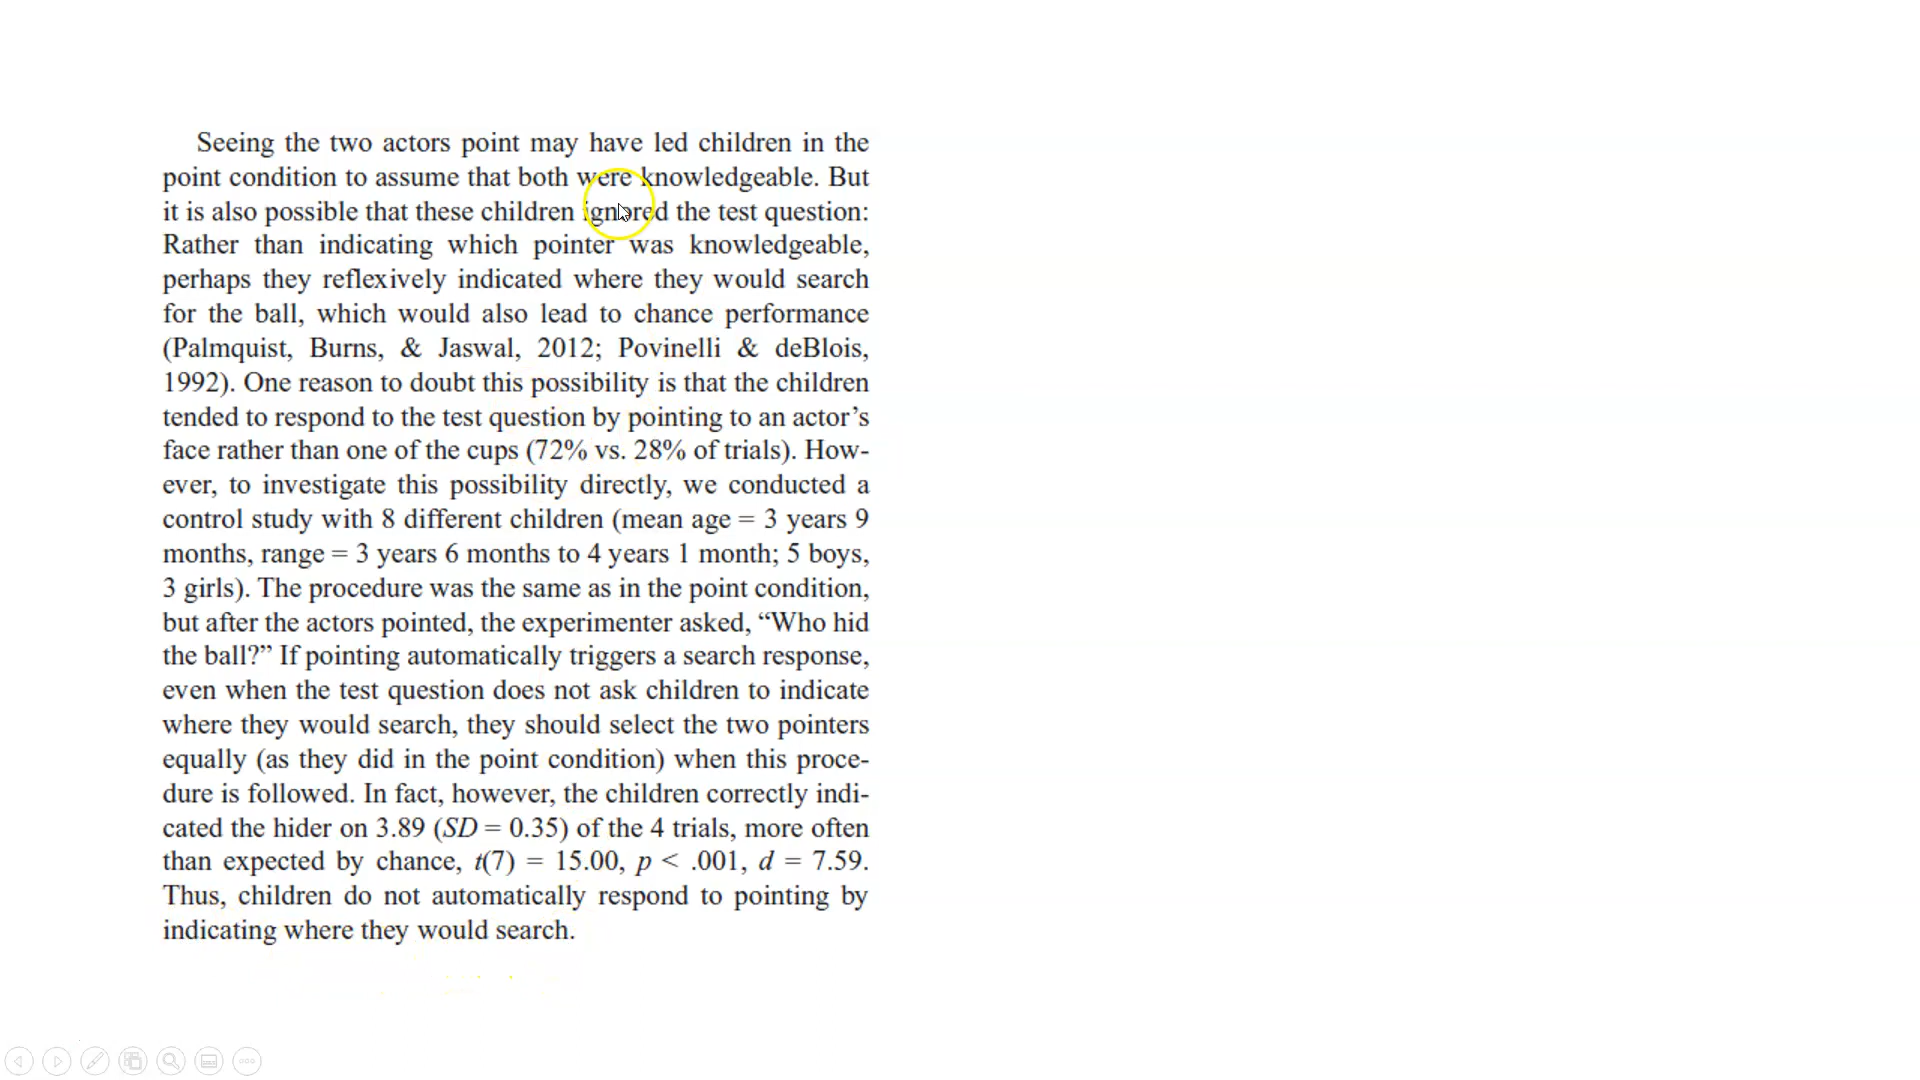 Seeing the two actors point may have led children in the
point condition to assume that both were knowledgeable. But
it is also possible that these children ignored the test question:
Rather than indicating which pointer was knowledgeable,
perhaps they reflexively indicated where they would search
for the ball, which would also lead to chance performance
(Palmquist, Burns, & Jaswal, 2012; Povinelli & deBlois,
1992). One reason to doubt this possibility is that the children
tended to respond to the test question by pointing to an actor’s
face rather than one of the cups (72% vs. 28% of trials). How-
ever, to investigate this possibility directly, we conducted a
control study with 8 different children (mean age = 3 years 9
months, range = 3 years 6 months to 4 years 1 month; 5 boys,
3 girls). The procedure was the same as in the point condition,
but after the actors pointed, the experimenter asked, “Who hid
the ball?” If pointing automatically triggers a search response,
even when the test question does not ask children to indicate
where they would search, they should select the two pointers
equally (as they did in the point condition) when this proce-
dure is followed. In fact, however, the children correctly indi-
cated the hider on 3.89 (SD = 0.35) of the 4 trials, more often
than expected by chance, t(7) = 15.00, p < .001, d = 7.59.
Thus, children do not automatically respond to pointing by
indicating where they would search.